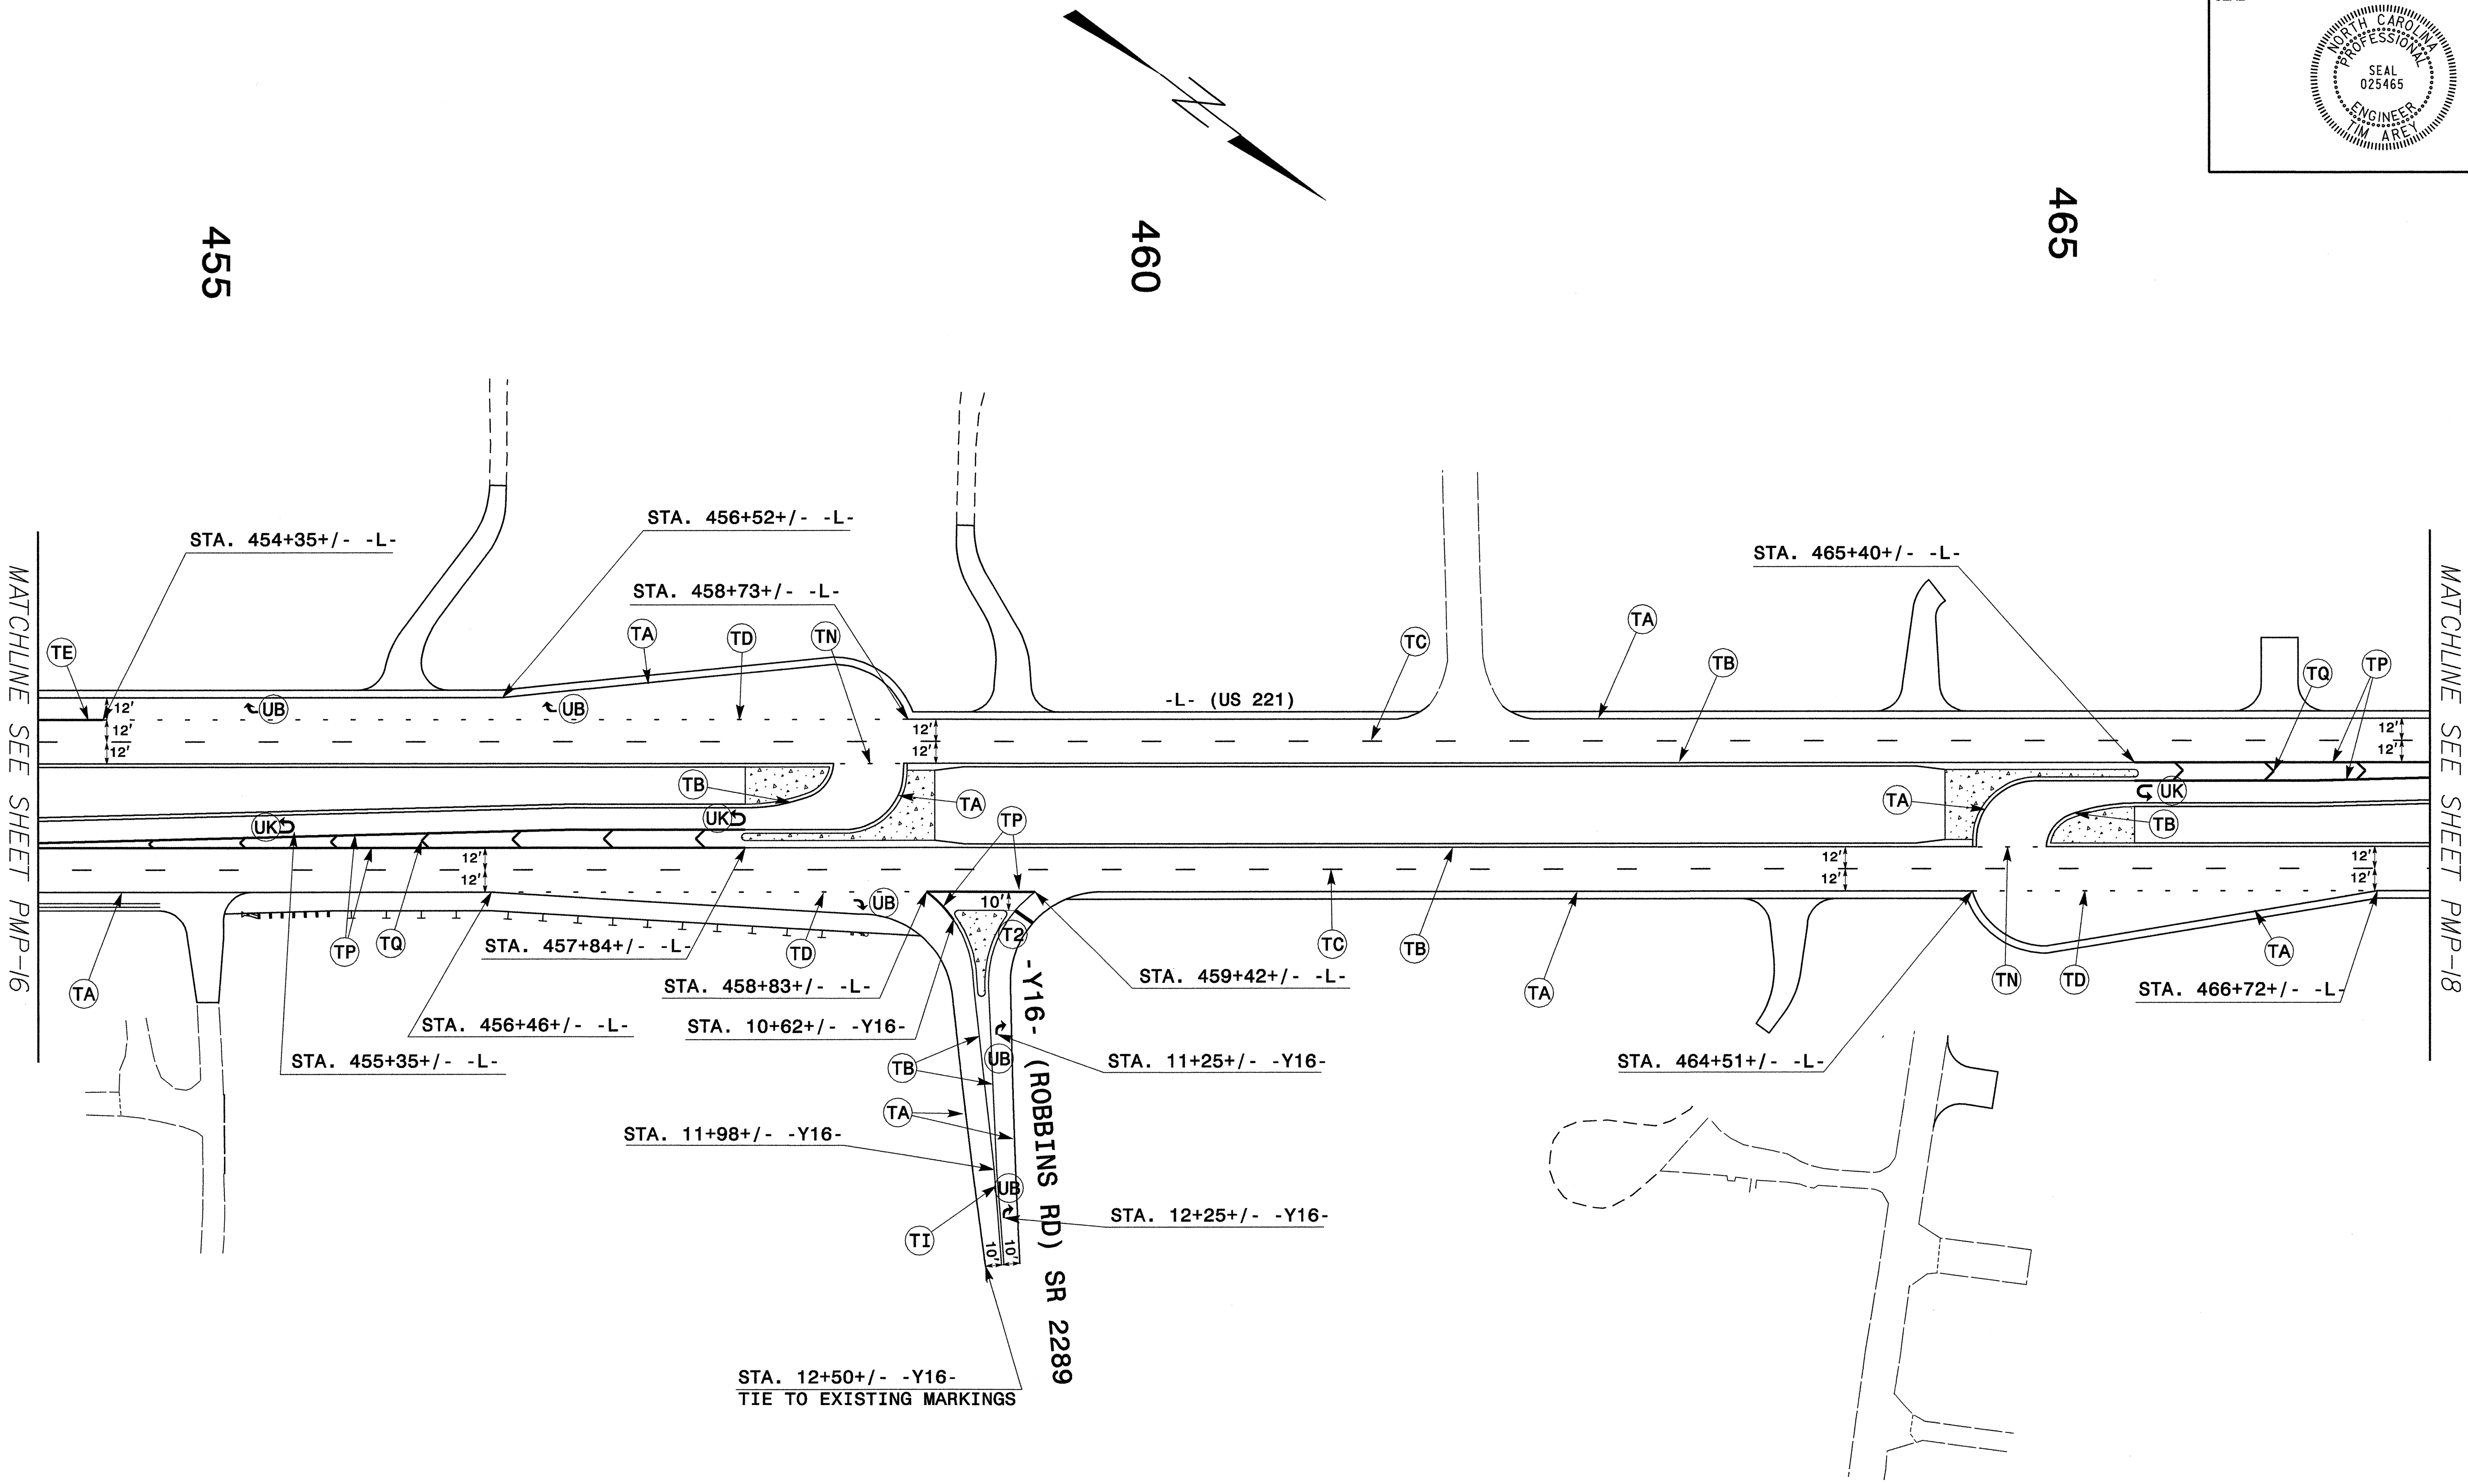 NORTH CAROLINA
PROFESSIONAL
SEAL
025465
ENGINEER
TIM AREY
455
460
465
MATCHLINE SEE SHEET PMP-16
MATCHLINE SEE SHEET PMP-18
STA. 454+35+/- -L-
STA. 456+52+/- -L-
STA. 458+73+/- -L-
STA. 465+40+/- -L-
TE
TA
TD
TN
TC
TA
TB
TQ
TP
-L- (US 221)
12'
12'
12'
UB
UB
12'
12'
12'
12'
TB
TA
TA
UK
TB
UK
UK
TP
12'
12'
12'
12'
12'
12'
UB
10'
T2
TA
TP
TQ
TD
TC
TB
TA
TN
TD
TA
STA. 457+84+/- -L-
STA. 458+83+/- -L-
STA. 459+42+/- -L-
STA. 466+72+/- -L-
STA. 456+46+/- -L-
STA. 10+62+/- -Y16-
STA. 455+35+/- -L-
TB
UB
STA. 11+25+/- -Y16-
STA. 464+51+/- -L-
TA
STA. 11+98+/- -Y16-
UB
STA. 12+25+/- -Y16-
TI
10'
10'
-Y16- (ROBBINS RD) SR 2289
STA. 12+50+/- -Y16-
TIE TO EXISTING MARKINGS